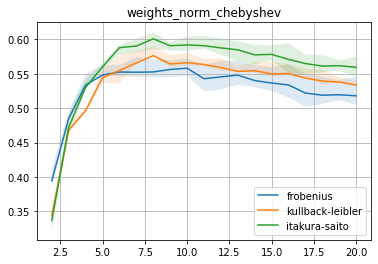 weights_norm_chebyshev
0.60
0.55
0.50
0.45
0.40
0.35
2.5 5.0 7.5 10.0 12.5 15.0 17.5 20.0
frobenius
kullback-leibler
itakura-saito